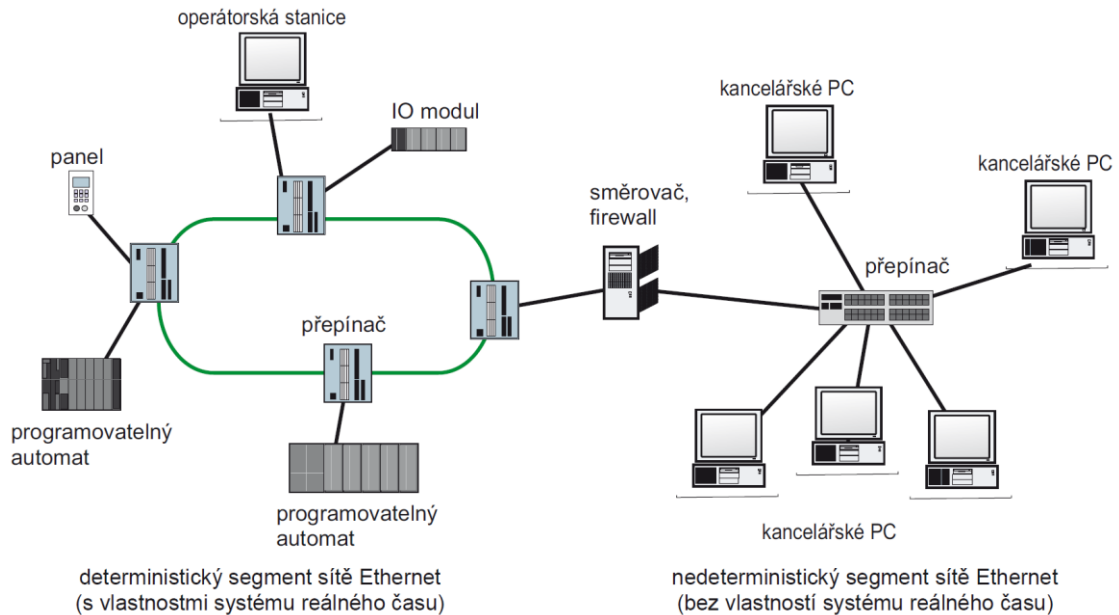 operátorská stanice
IO modul
panel
přepínač
programovatelný
automat
programovatelný
automat
deterministický segment sítě Ethernet
(s vlastnostmi systému reálného času)
směrovač,
firewall
kancelářské PC
kancelářské PC
přepínač
kancelářské PC
nedeterministický segment sítě Ethernet
(bez vlastností systému reálného času)